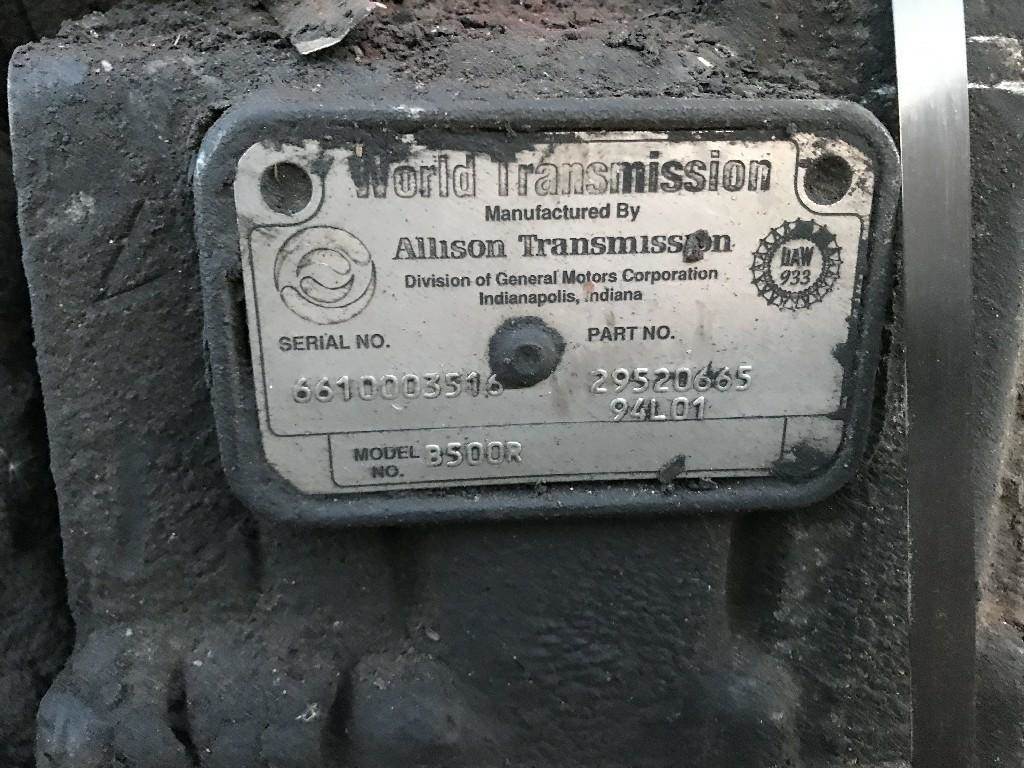 World Transmission
Manufactured By
Allison Transmission
Division of General Motors Corporation
Indianapolis, Indiana
UAW
933
SERIAL NO.
PART NO.
6610003516
29520665
94L01
MODEL NO.
B500R